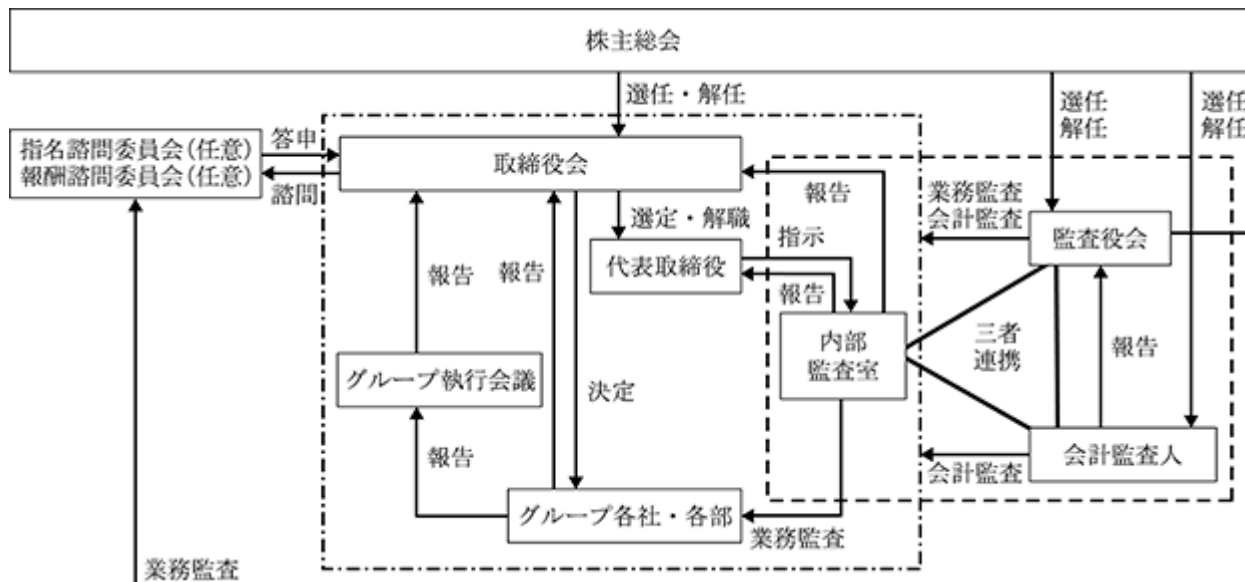 株主総会
選任・解任
選任
解任
選任
解任
指名諮問委員会(任意)
報酬諮問委員会(任意)
答申
諮問
取締役会
報告
業務監査
会計監査
監査役会
選定・解職
指示
代表取締役
報告
報告
報告
内部
監査室
三者
連携
報告
グループ執行会議
決定
報告
会計監査人
会計監査
グループ各社・各部
業務監査
業務監査